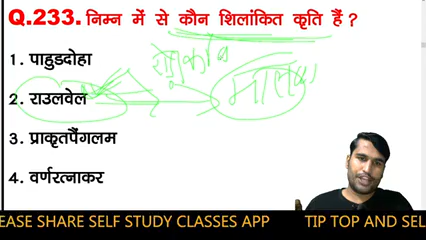 Q.233. निम्न में से कौन शिलांकित कृति हैं ?
1. पाहुडदोहा
2. राउलवेल
3. प्राकृतपैंगलम
4. वर्णरत्नाकर
EASE SHARE SELF STUDY CLASSES APP TIP TOP AND SEL